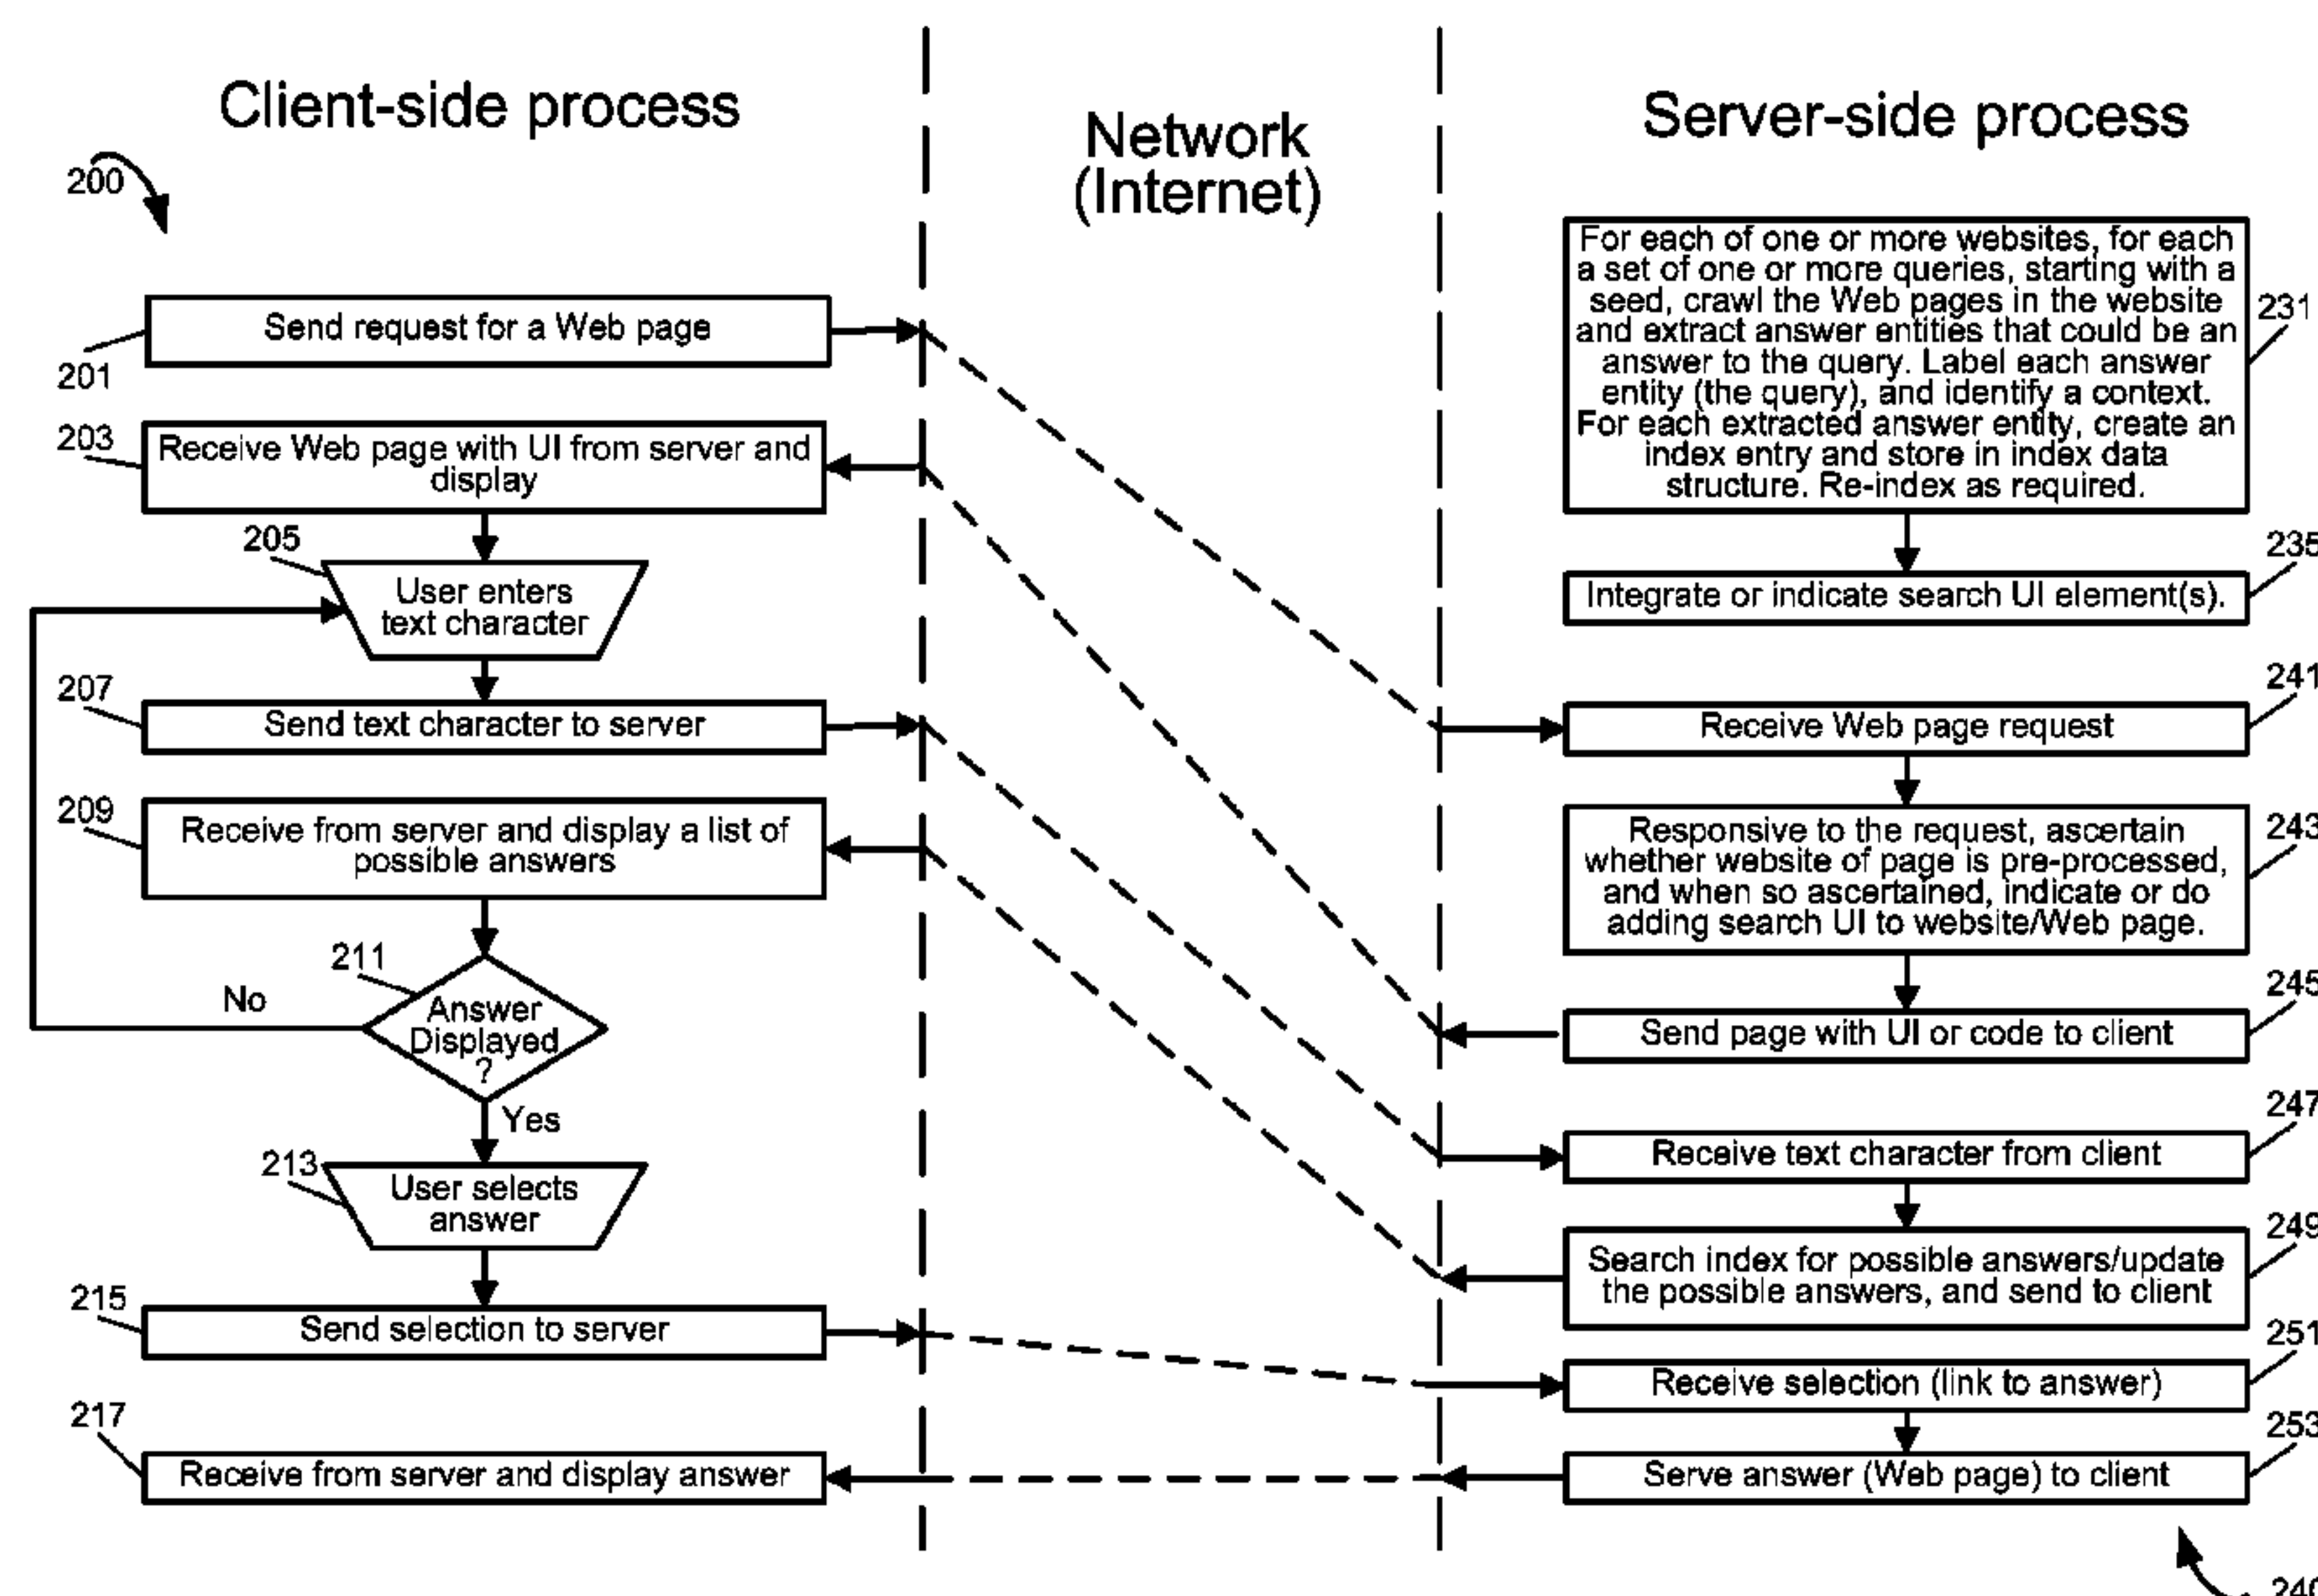 Client-side process
Network
(Internet)
Server-side process
200
Send request for a Web page
201
203
Receive Web page with UI from server and
display
205
User enters
text character
207
Send text character to server
209
Receive from server and display a list of
possible answers
211
No
Answer
Displayed
?
Yes
213
User selects
answer
215
Send selection to server
217
Receive from server and display answer
For each of one or more websites, for each
a set of one or more queries, starting with a
seed, crawl the Web pages in the website
and extract answer entities that could be an
answer to the query. Label each answer
entity (the query), and identify a context.
For each extracted answer entity, create an
index entry and store in index data
structure. Re-index as required.
231
235
Integrate or indicate search UI element(s).
241
Receive Web page request
243
Responsive to the request, ascertain
whether website of page is pre-processed,
and when so ascertained, indicate or do
adding search UI to website/Web page.
245
Send page with UI or code to client
247
Receive text character from client
249
Search index for possible answers/update
the possible answers, and send to client
251
Receive selection (link to answer)
253
Serve answer (Web page) to client
240